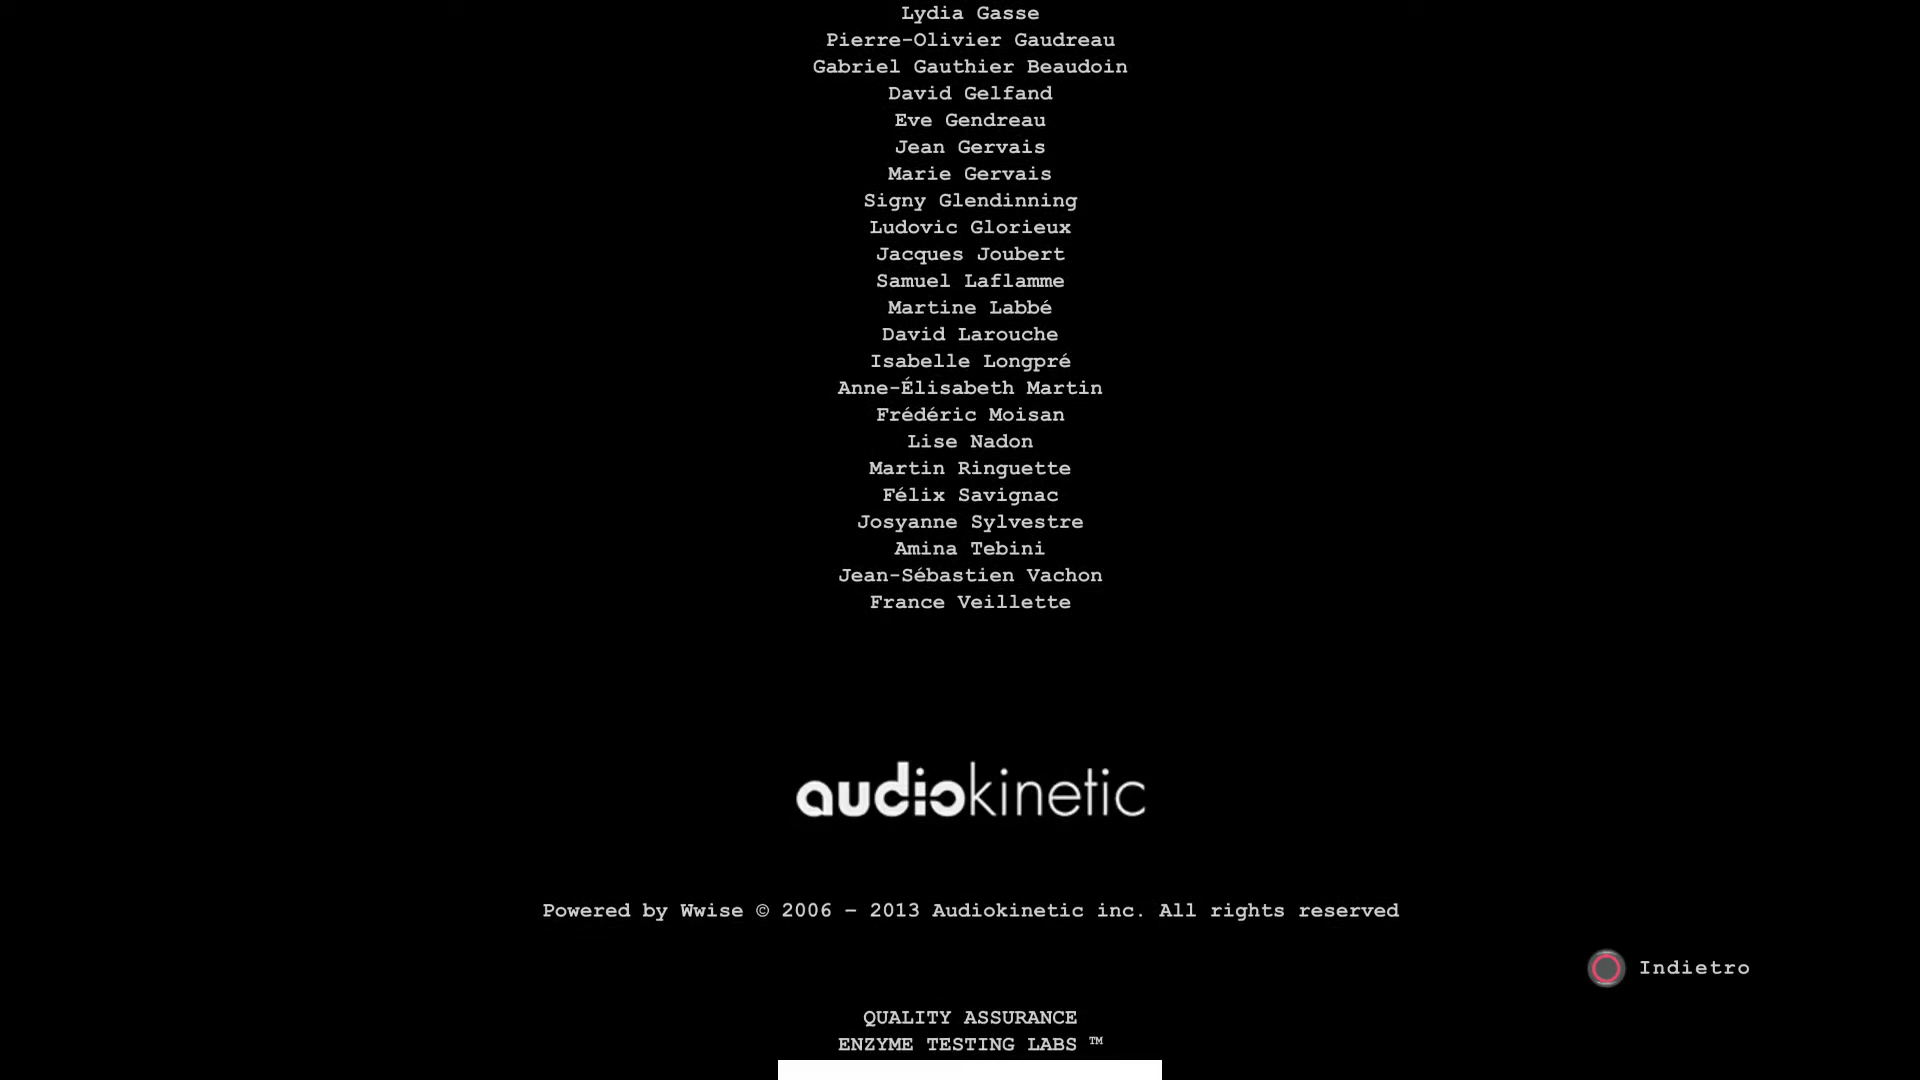 Lydia Gasse
Pierre-Olivier Gaudreau
Gabriel Gauthier Beaudoin
David Gelfand
Eve Gendreau
Jean Gervais
Marie Gervais
Signy Glendinning
Ludovic Glorieux
Jacques Joubert
Samuel Laflamme
Martine Labbé
David Larouche
Isabelle Longpré
Anne-Élisabeth Martin
Frédéric Moisan
Lise Nadon
Martin Ringuette
Félix Savignac
Josyanne Sylvestre
Amina Tebini
Jean-Sébastien Vachon
France Veillette
audiokinetic
Powered by Wwise © 2006 – 2013 Audiokinetic inc. All rights reserved
Indietro
QUALITY ASSURANCE
ENZYME TESTING LABS ™